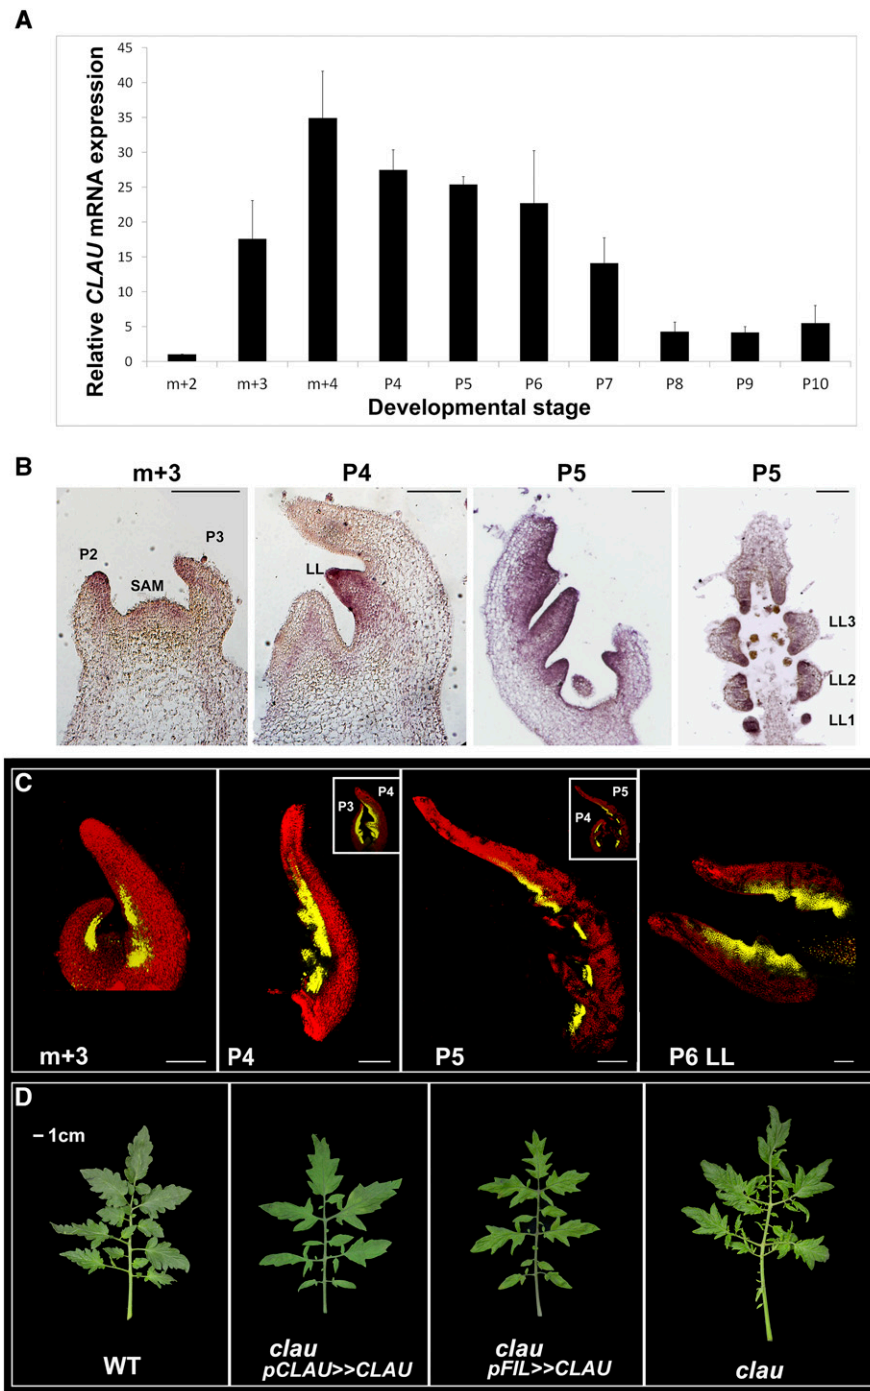 A
Relative CLAU mRNA expression
45
40
35
30
25
20
15
10
5
0
m+2 m+3 m+4 P4 P5 P6 P7 P8 P9 P10
Developmental stage
B
m+3 P4 P5 P5
P2 SAM P3
LL
LL3
LL2
LL1
C
P3 P4
P4 P5
m+3 P4 P5 P6 LL
D
1cm
WT
clau
pCLAU>>CLAU
clau
pFIL>>CLAU
clau